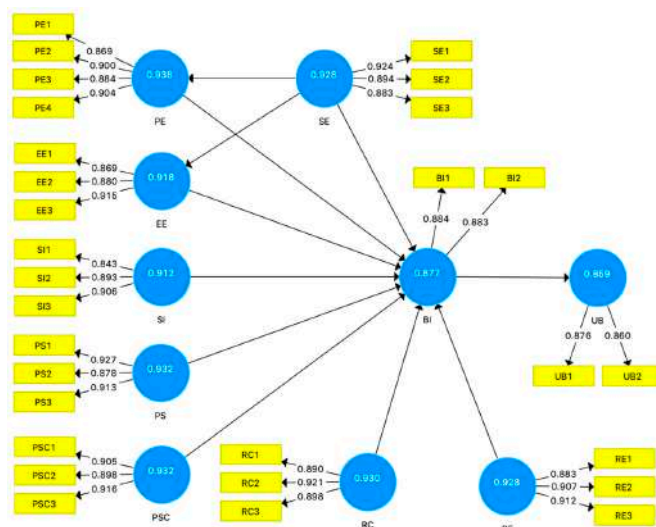 PE1
PE2
PE3
PE4
0.869
0.900
0.884
0.904
0.938
PE
0.928
SE
0.924
0.894
0.883
SE1
SE2
SE3
EE1
EE2
EE3
0.869
0.880
0.915
0.918
EE
BI1
BI2
0.884
0.883
SI1
SI2
SI3
0.843
0.893
0.906
0.912
SI
0.877
BI
0.859
UB
0.876
0.860
UB1
UB2
PS1
PS2
PS3
0.927
0.878
0.913
0.932
PS
PSC1
PSC2
PSC3
0.905
0.898
0.916
0.932
PSC
RC1
RC2
RC3
0.890
0.921
0.898
0.930
RC
0.928
0.883
0.907
0.912
RE1
RE2
RE3